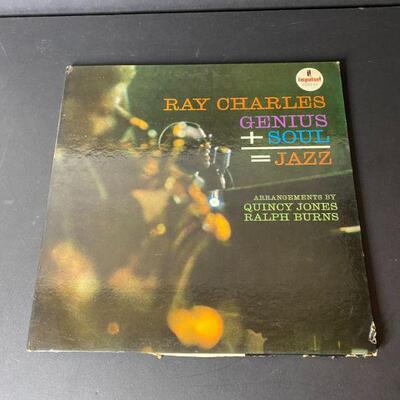 impulse!
RAY CHARLES
GENIUS
+ SOUL
= JAZZ
ARRANGEMENTS BY
QUINCY JONES
RALPH BURNS